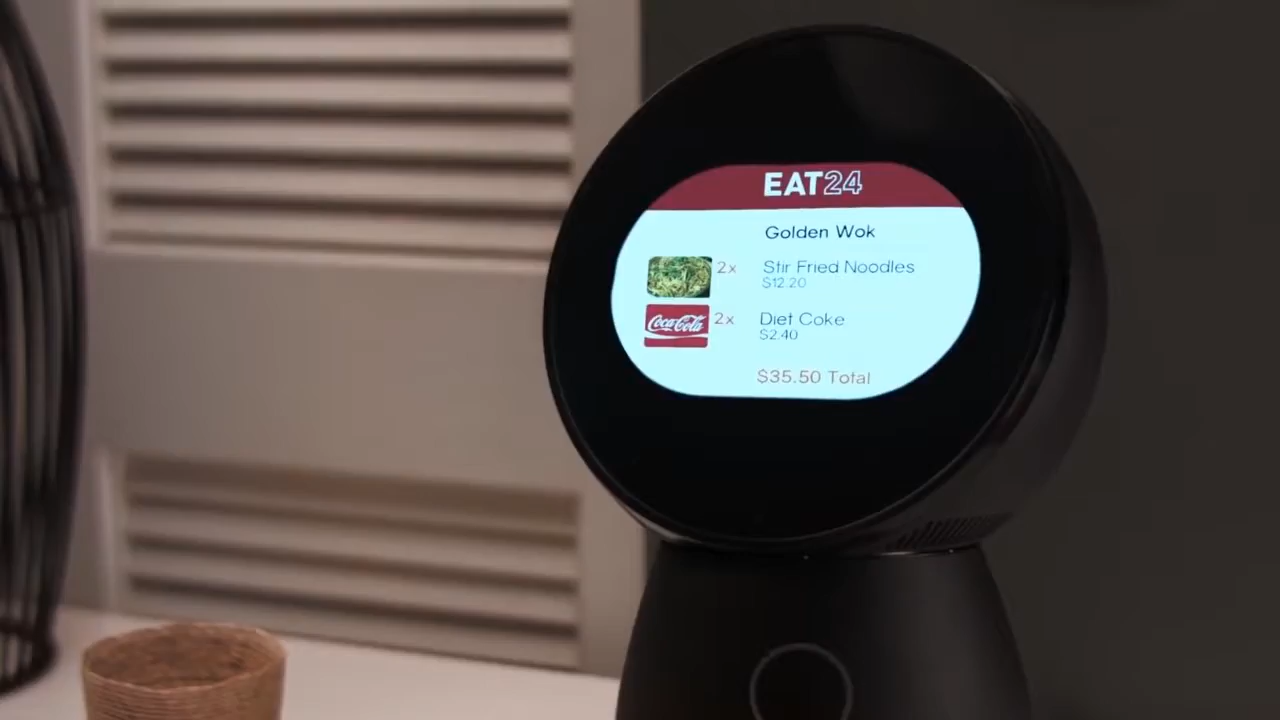 EAT24
Golden Wok
2x Stir Fried Noodles
$12.20
Coca-Cola 2x Diet Coke
$2.40
$35.50 Total